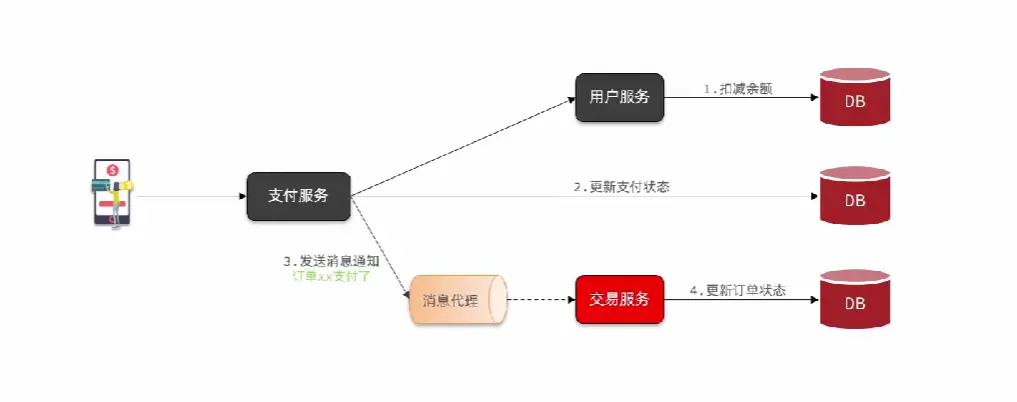 用户服务
1.扣减余额
DB
支付服务
2.更新支付状态
DB
3.发送消息通知
订单xx支付了
消息代理
交易服务
4.更新订单状态
DB
$